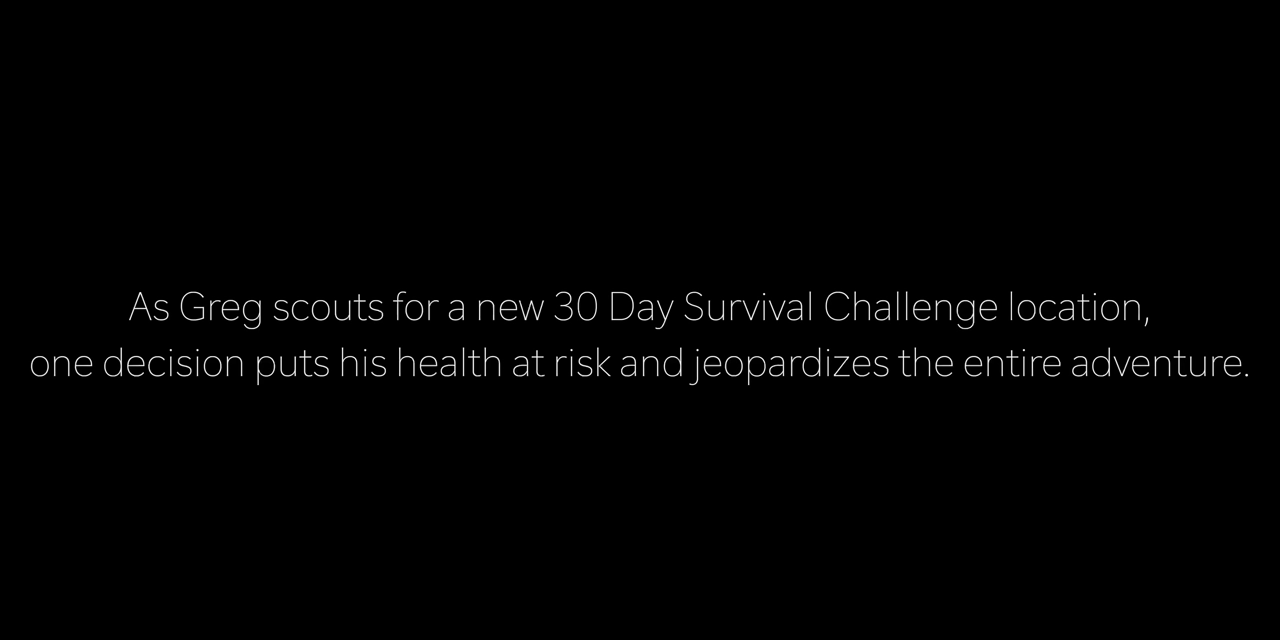 As Greg scouts for a new 30 Day Survival Challenge location,
one decision puts his health at risk and jeopardizes the entire adventure.